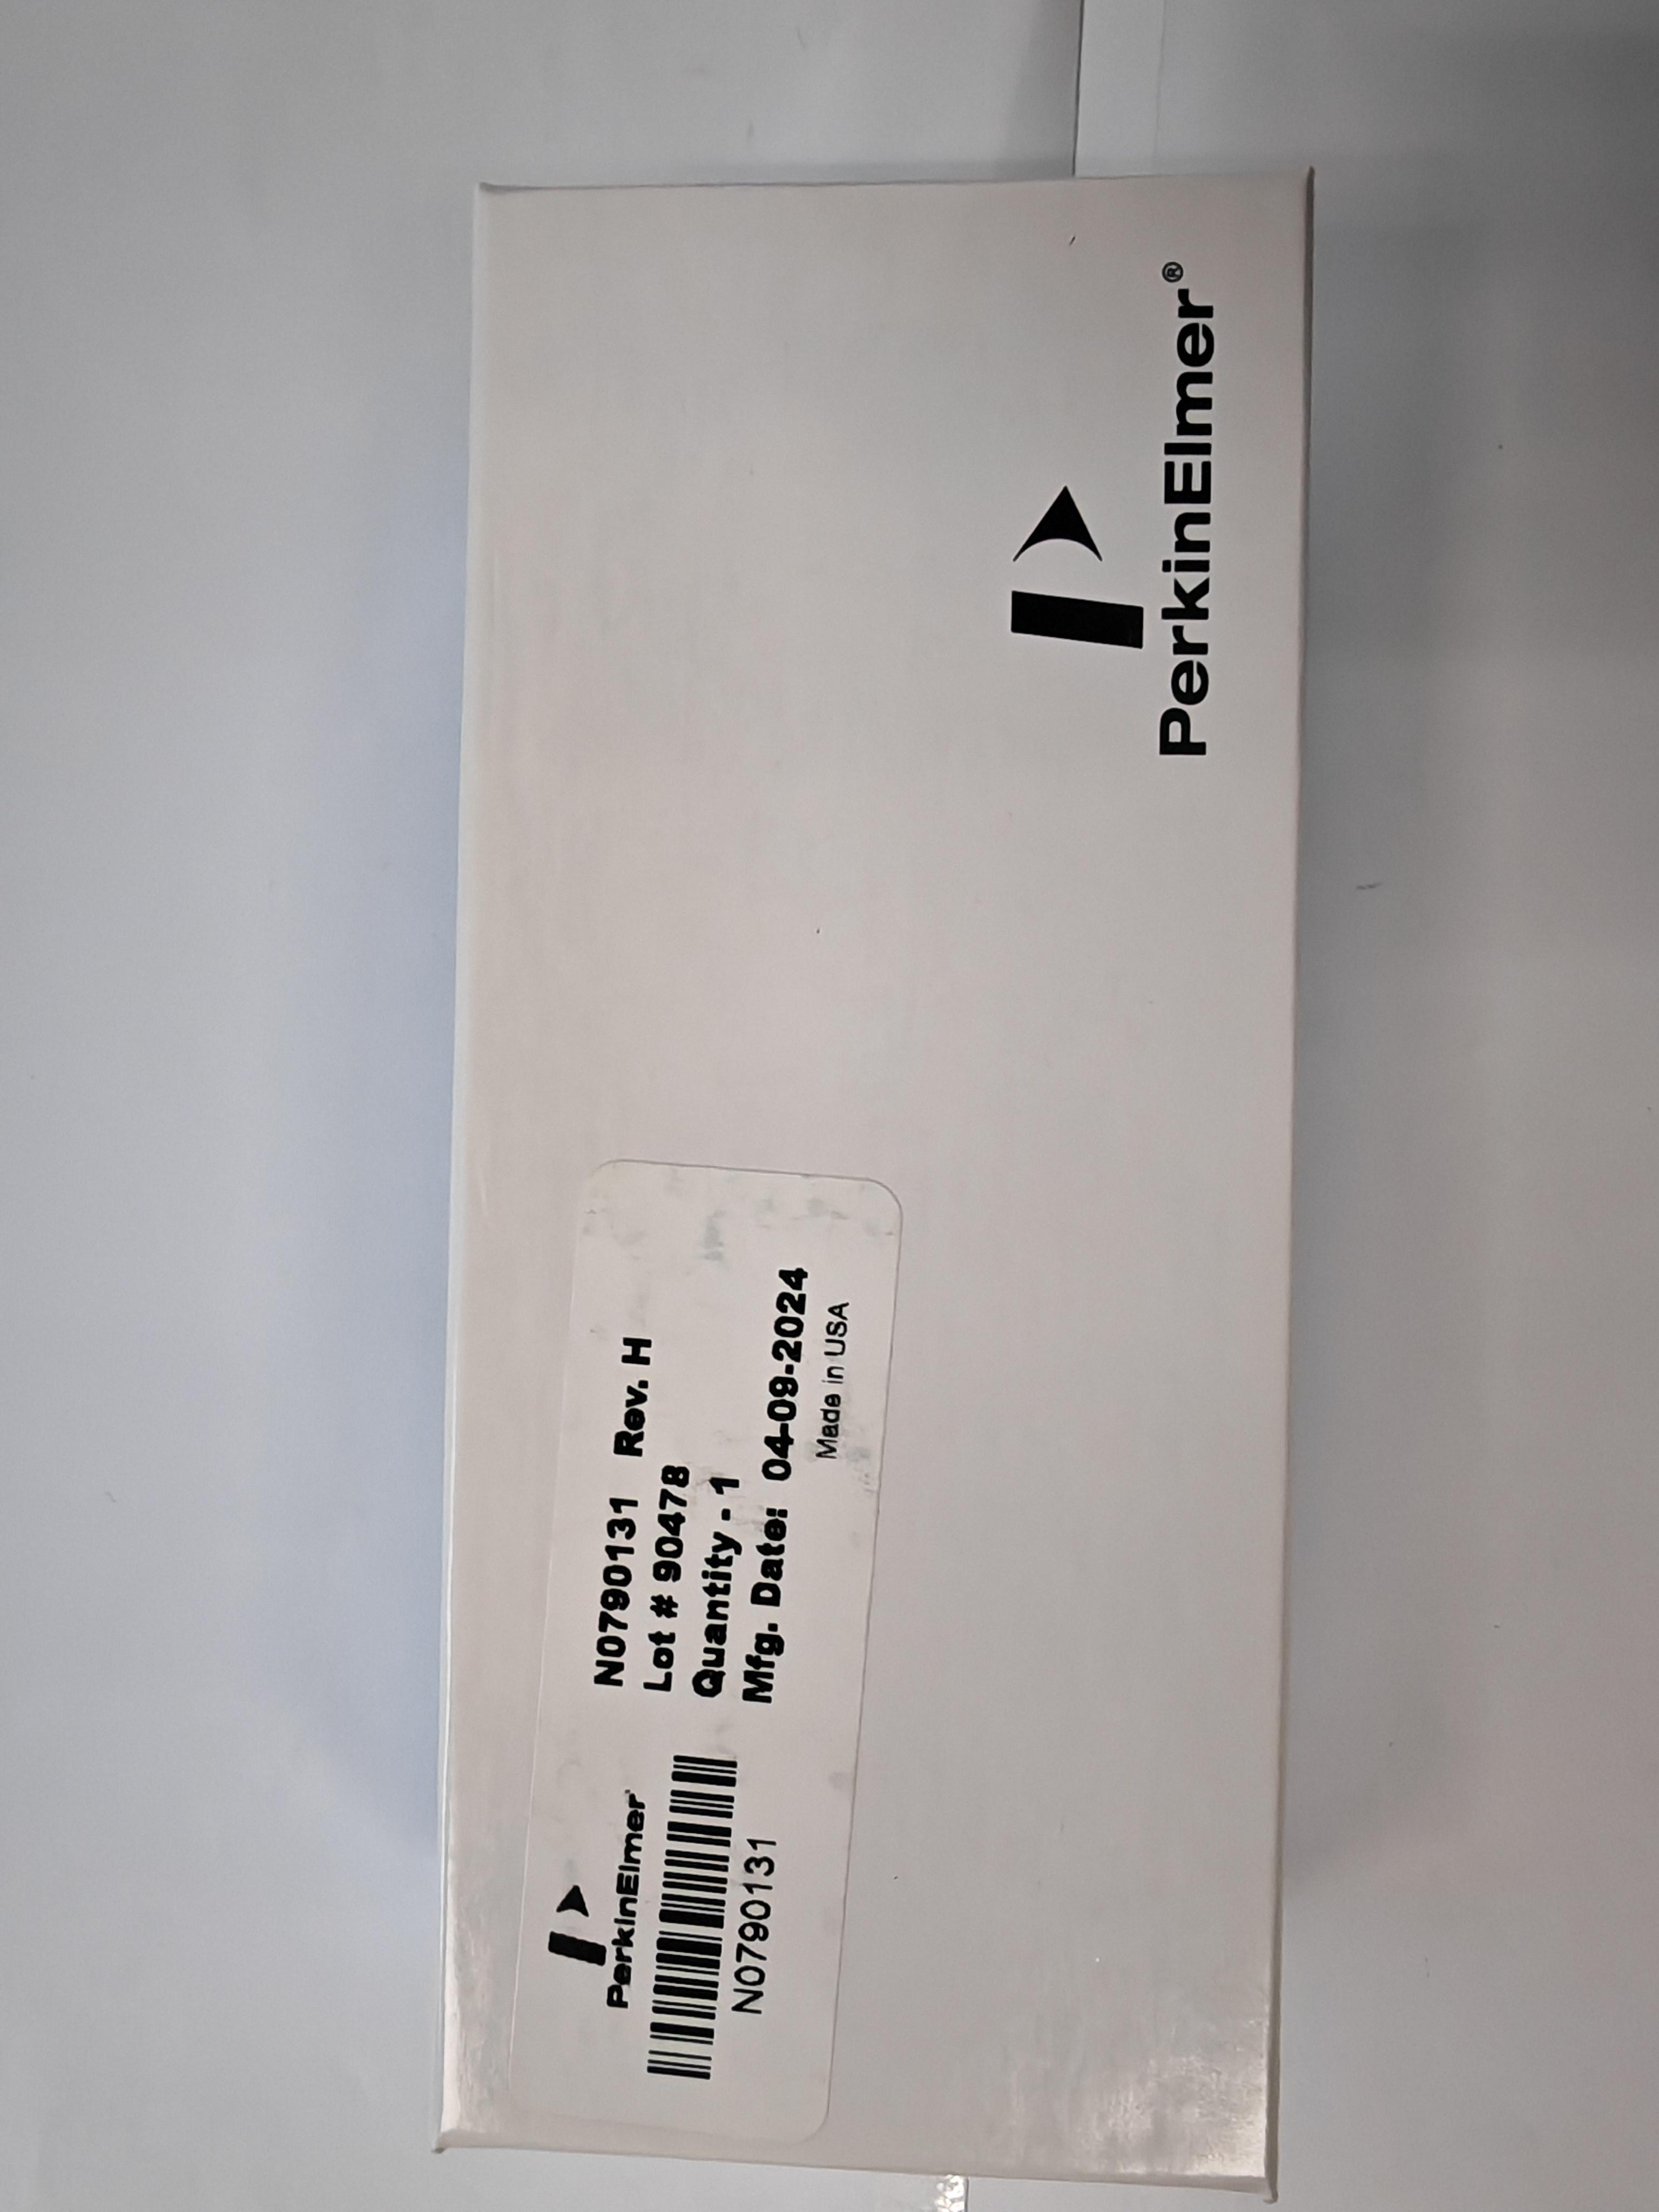 PerkinElmer
N0790131
N0790131 Rev. H
Lot # 90478
Quantity - 1
Mfg. Date: 04-09-2024
Made in USA
PerkinElmer®